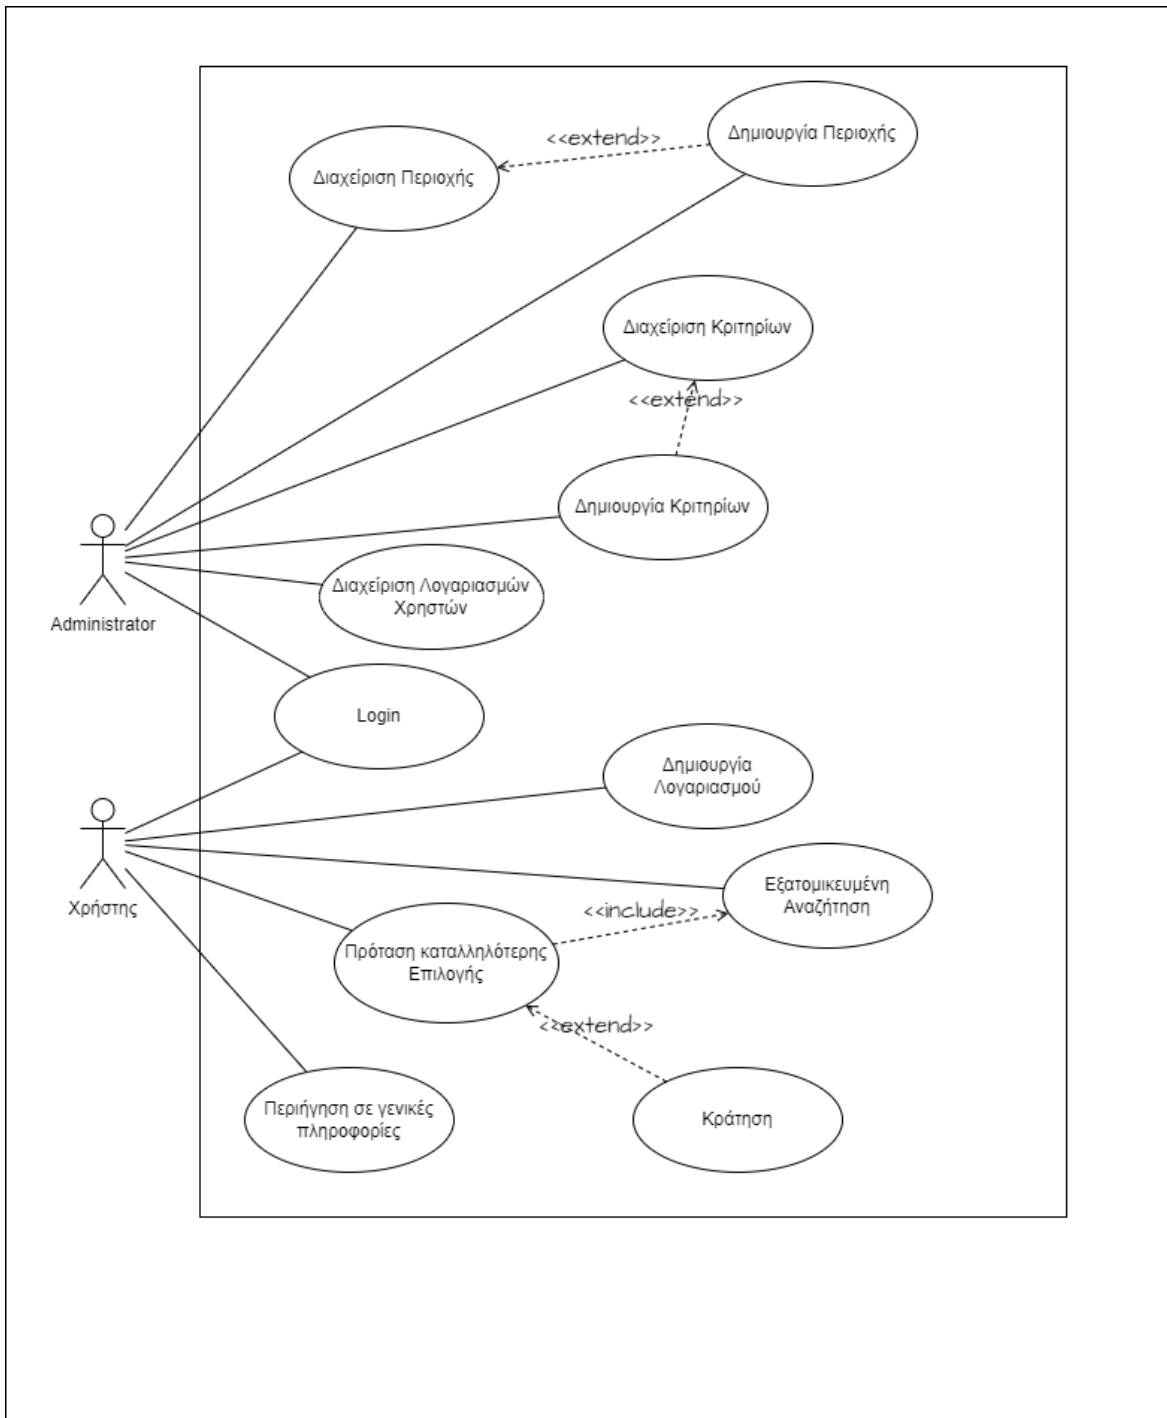 <<extend>>
Δημιουργία Περιοχής
Διαχείριση Περιοχής
Διαχείριση Κριτηρίων
<<extend>>
Δημιουργία Κριτηρίων
Διαχείριση Λογαριασμών
Χρηστών
Administrator
Login
Δημιουργία
Λογαριασμού
Χρήστης
Εξατομικευμένη
Αναζήτηση
<<include>>
Πρόταση καταλληλότερης
Επιλογής
<<extend>>
Περιήγηση σε γενικές
πληροφορίες
Κράτηση